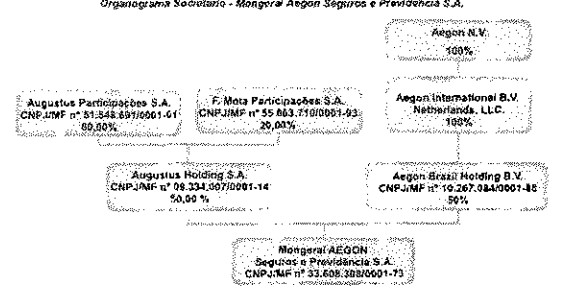 Organograma Societário - Mongeral Aegon Seguros e Previdência S.A.
Aegon N.V.
100%
Augustus Participações S.A.
CNPJ/MF nº 51.548.691/0001-61
80,00%
F. Mota Participações S.A.
CNPJ/MF nº 55.663.710/0001-93
20,00%
Aegon International B.V.
Netherlands, LLC.
100%
Augustus Holding S.A.
CNPJ/MF nº 09.334.007/0001-14
50,00 %
Aegon Brazil Holding B.V.
CNPJ/MF nº 10.267.084/0001-86
50%
Mongeral AEGON
Seguros e Previdência S.A.
CNPJ/MF nº 33.608.308/0001-73